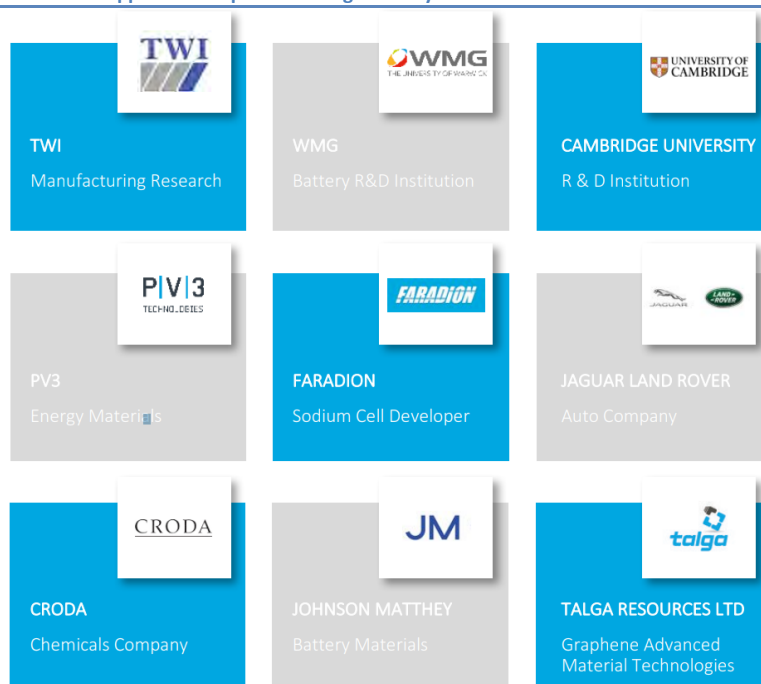 TWI
TWI
Manufacturing Research
WMG
THE UNIVERSITY OF WARWICK
WMG
Battery R&D Institution
UNIVERSITY OF
CAMBRIDGE
CAMBRIDGE UNIVERSITY
R & D Institution
P|V|3
TECHNOLOGIES
PV3
Energy Materials
FARADION
FARADION
Sodium Cell Developer
JAGUAR
LAND-
ROVER
JAGUAR LAND ROVER
Auto Company
CRODA
CRODA
Chemicals Company
JM
JOHNSON MATTHEY
Battery Materials
talga
TALGA RESOURCES LTD
Graphene Advanced
Material Technologies